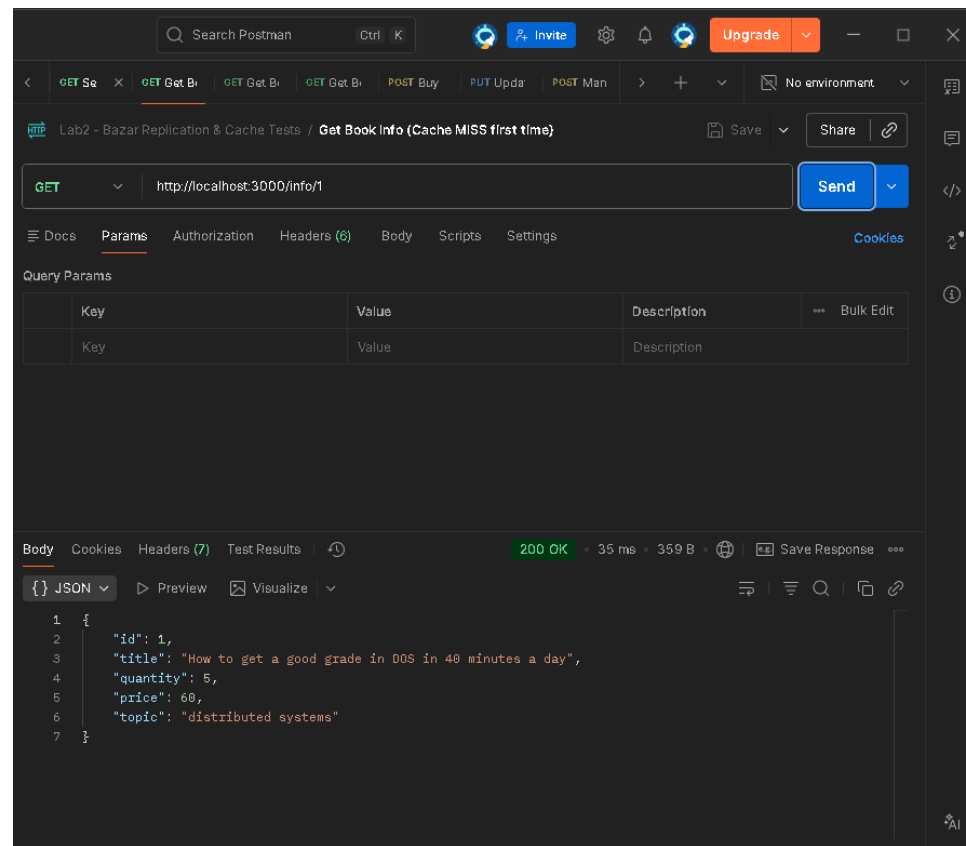 Search Postman Ctrl K Invite Upgrade
GET Se GET Get B GET Get B GET Get B POST Buy PUT Updat POST Man No environment
HTTP Lab2 - Bazar Replication & Cache Tests / Get Book Info (Cache MISS first time) Save Share
GET http://localhost:3000/info/1 Send
Docs Params Authorization Headers (6) Body Scripts Settings Cookies
Query Params
Key Value Description Bulk Edit
Key Value Description
Body Cookies Headers (7) Test Results 200 OK 35 ms 359 B e.g. Save Response
{} JSON Preview Visualize
1 {
2 "id": 1,
3 "title": "How to get a good grade in DOS in 40 minutes a day",
4 "quantity": 5,
5 "price": 60,
6 "topic": "distributed systems"
7 }
AI